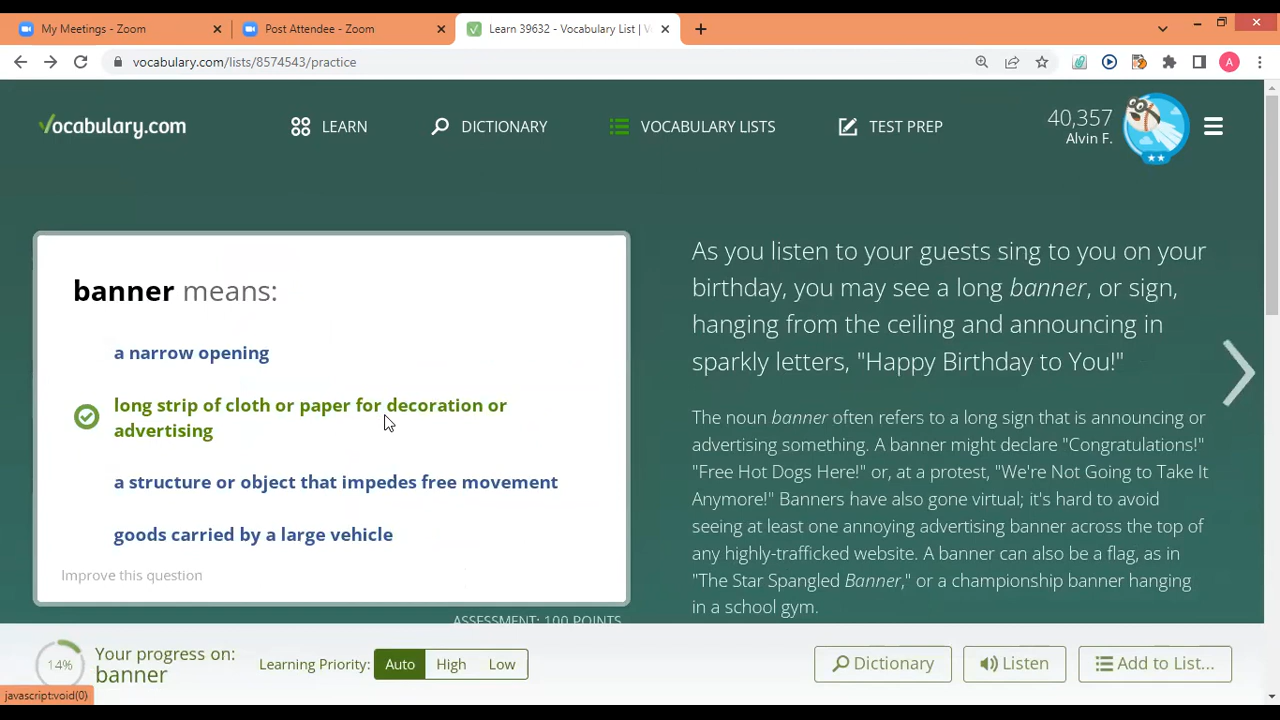 My Meetings - Zoom
Post Attendee - Zoom
Learn 39632 - Vocabulary List | V
vocabulary.com/lists/8574543/practice
A
Vocabulary.com
LEARN
DICTIONARY
VOCABULARY LISTS
TEST PREP
40,357
Alvin F.
banner means:
a narrow opening
long strip of cloth or paper for decoration or
advertising
a structure or object that impedes free movement
goods carried by a large vehicle
Improve this question
ASSESSMENT: 100 POINTS
As you listen to your guests sing to you on your
birthday, you may see a long banner, or sign,
hanging from the ceiling and announcing in
sparkly letters, "Happy Birthday to You!"
The noun banner often refers to a long sign that is announcing or
advertising something. A banner might declare "Congratulations!"
"Free Hot Dogs Here!" or, at a protest, "We're Not Going to Take It
Anymore!" Banners have also gone virtual; it's hard to avoid
seeing at least one annoying advertising banner across the top of
any highly-trafficked website. A banner can also be a flag, as in
"The Star Spangled Banner," or a championship banner hanging
in a school gym.
14%
Your progress on:
banner
Learning Priority:
Auto
High
Low
Dictionary
Listen
Add to List...
javascript:void(0)